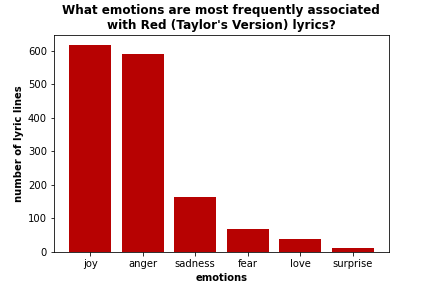 What emotions are most frequently associated
with Red (Taylor's Version) lyrics?
number of lyric lines
600
500
400
300
200
100
0
joy anger sadness fear love surprise
emotions